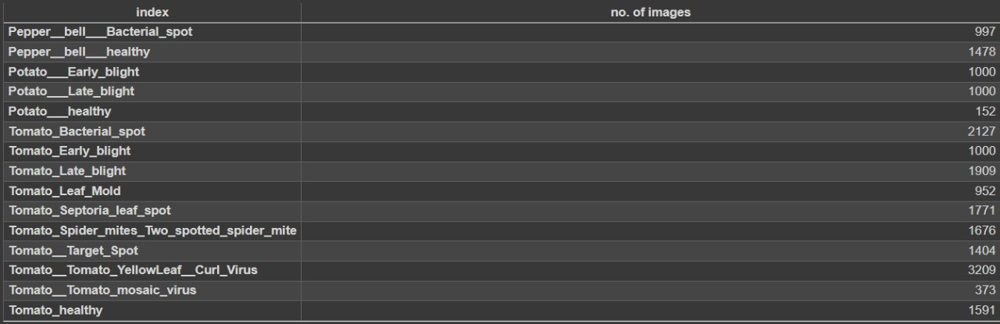 index no. of images
Pepper__bell___Bacterial_spot 997
Pepper__bell___healthy 1478
Potato___Early_blight 1000
Potato___Late_blight 1000
Potato___healthy 152
Tomato_Bacterial_spot 2127
Tomato_Early_blight 1000
Tomato_Late_blight 1909
Tomato_Leaf_Mold 952
Tomato_Septoria_leaf_spot 1771
Tomato_Spider_mites_Two_spotted_spider_mite 1676
Tomato__Target_Spot 1404
Tomato__Tomato_YellowLeaf__Curl_Virus 3209
Tomato__Tomato_mosaic_virus 373
Tomato_healthy 1591